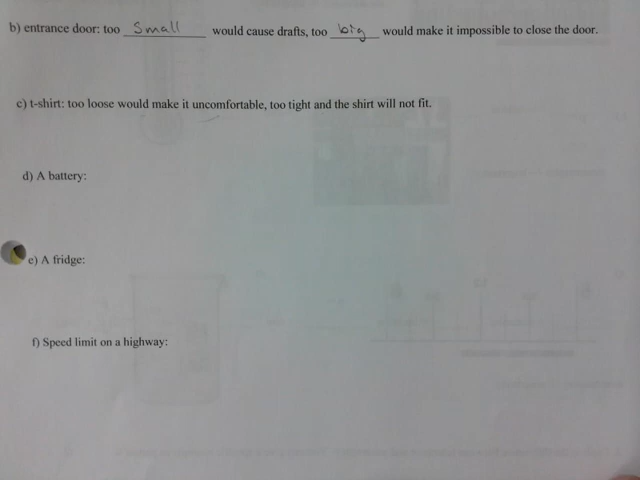 b) entrance door: too small would cause drafts, too big would make it impossible to close the door.
c) t-shirt: too loose would make it uncomfortable, too tight and the shirt will not fit.
d) A battery:
e) A fridge:
f) Speed limit on a highway: